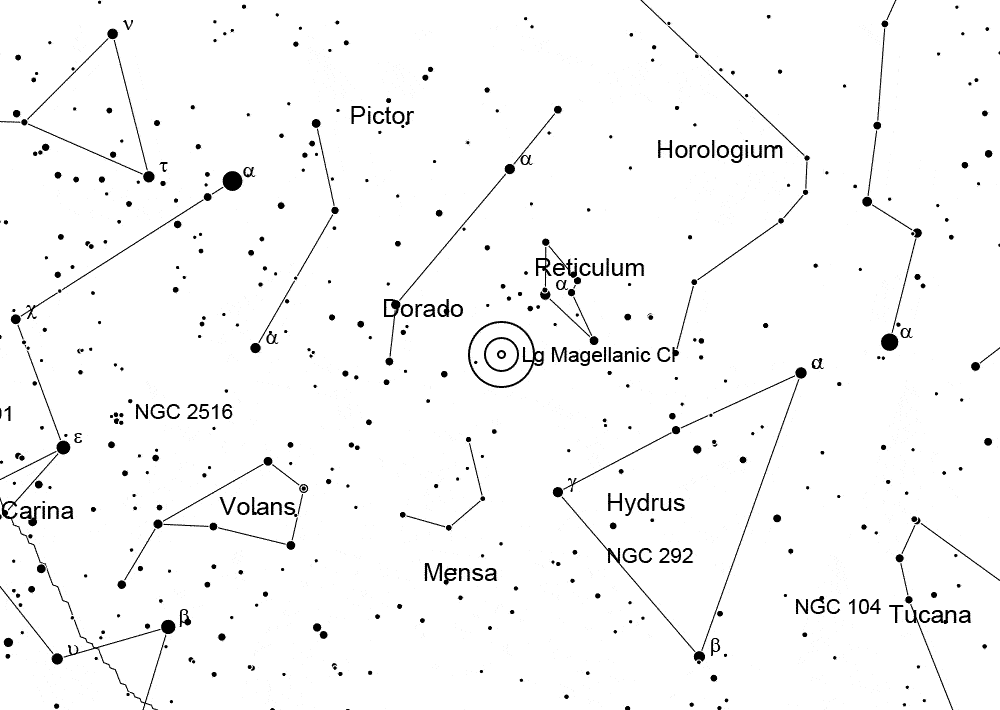 ν
Pictor
Horologium
τ
α
α
Reticulum
α
Dorado
χ
α
α
Lg Magellanic Cl
α
01
NGC 2516
ε
γ
Carina
Volans
Hydrus
NGC 292
Mensa
NGC 104
Tucana
β
υ
β